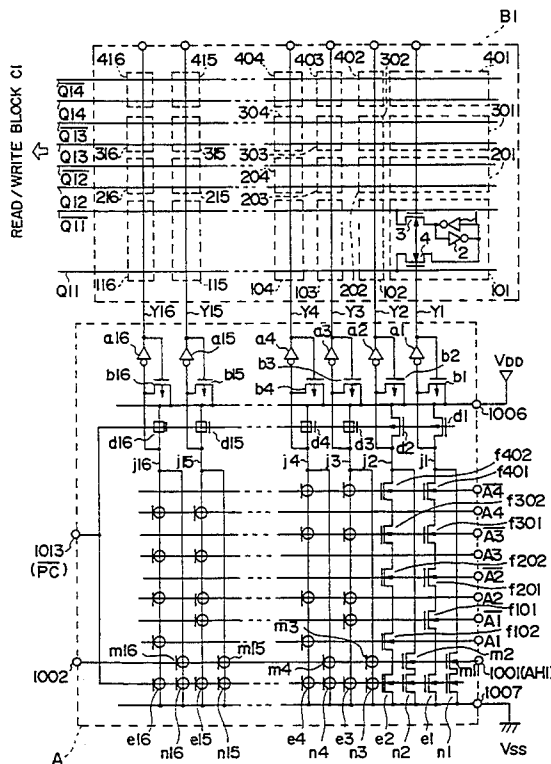 B1
416 415 404 403 402 302 401
Q14
Q14
304 301
Q13
Q13 316 315 303 201
Q12 204
Q12 216 215 203
Q11 3 4 2
Q11 116 115 104 103 202 102 101
READ/WRITE BLOCK C1
Y16 Y15 Y4 Y3 Y2 Y1
a16 a15 a4 a3 a2 a1
b16 b15 b4 b3 b2 b1
VDD
1006
d16 d15 d4 d3 d2 d1
j16 j15 j4 j3 j2 j1
f402
f401
A4
A4
f302
f301
A3
A3
f202
A2
f201
A2
f101
A1
f102
A1
1013
(PC)
m16 m15 m4 m3 m2 m1
1002
1001(AH1)
1007
e16 n16 e15 n15 e4 n4 e3 n3 e2 n2 e1 n1
A
VSS